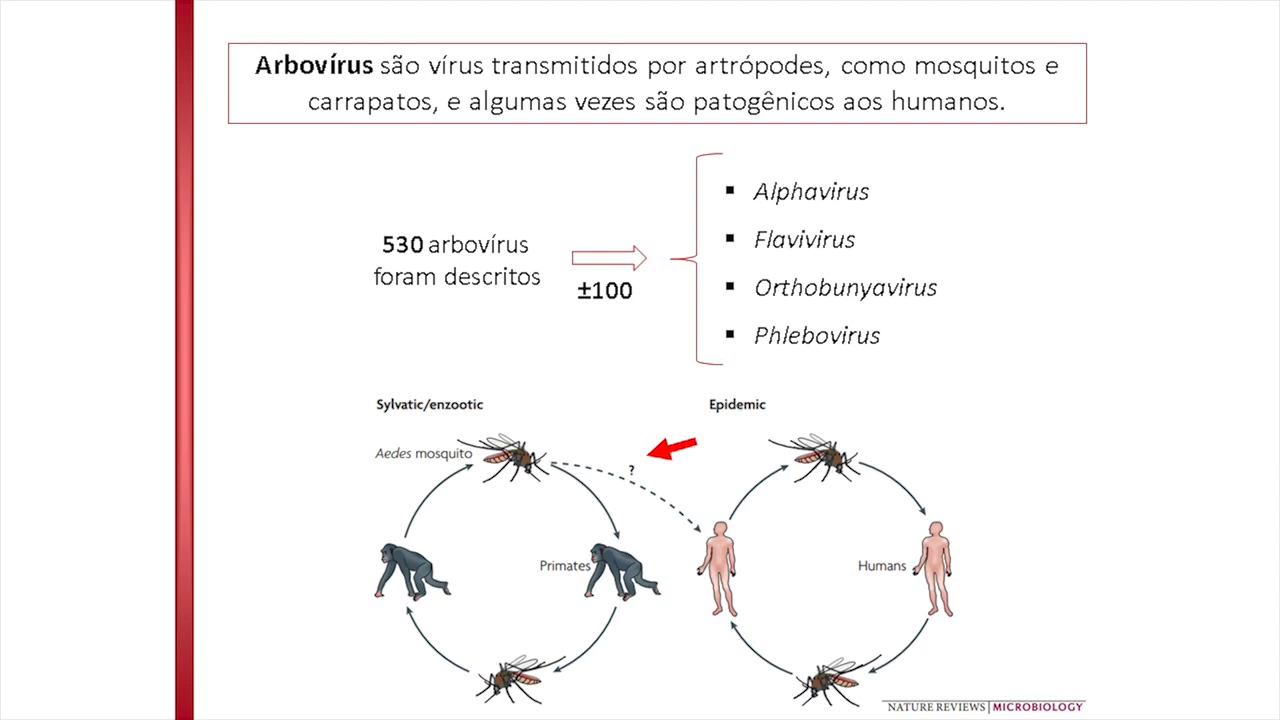 Arbovírus são vírus transmitidos por artrópodes, como mosquitos e
carrapatos, e algumas vezes são patogênicos aos humanos.
530 arbovírus
foram descritos
±100
▪ Alphavirus
▪ Flavivirus
▪ Orthobunyavirus
▪ Phlebovirus
Sylvatic/enzootic
Epidemic
Aedes mosquito
?
Primates
Humans
NATURE REVIEWS | MICROBIOLOGY